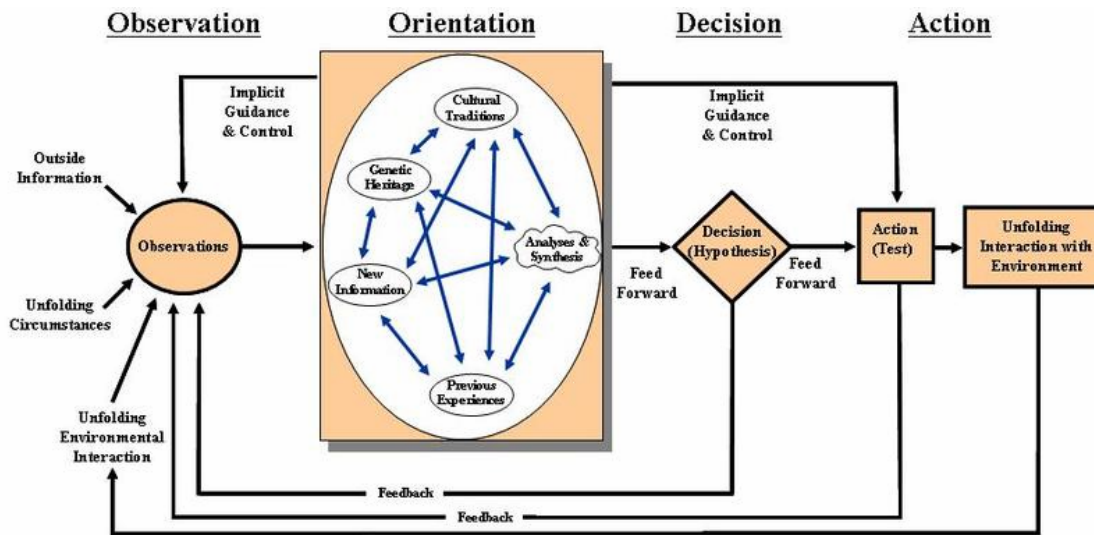 Observation
Orientation
Decision
Action
Implicit
Guidance
& Control
Cultural
Traditions
Implicit
Guidance
& Control
Outside
Information
Genetic
Heritage
Observations
Analyses &
Synthesis
Decision
(Hypothesis)
Action
(Test)
Unfolding
Interaction with
Environment
New
Information
Feed
Forward
Feed
Forward
Unfolding
Circumstances
Previous
Experiences
Unfolding
Environmental
Interaction
Feedback
Feedback